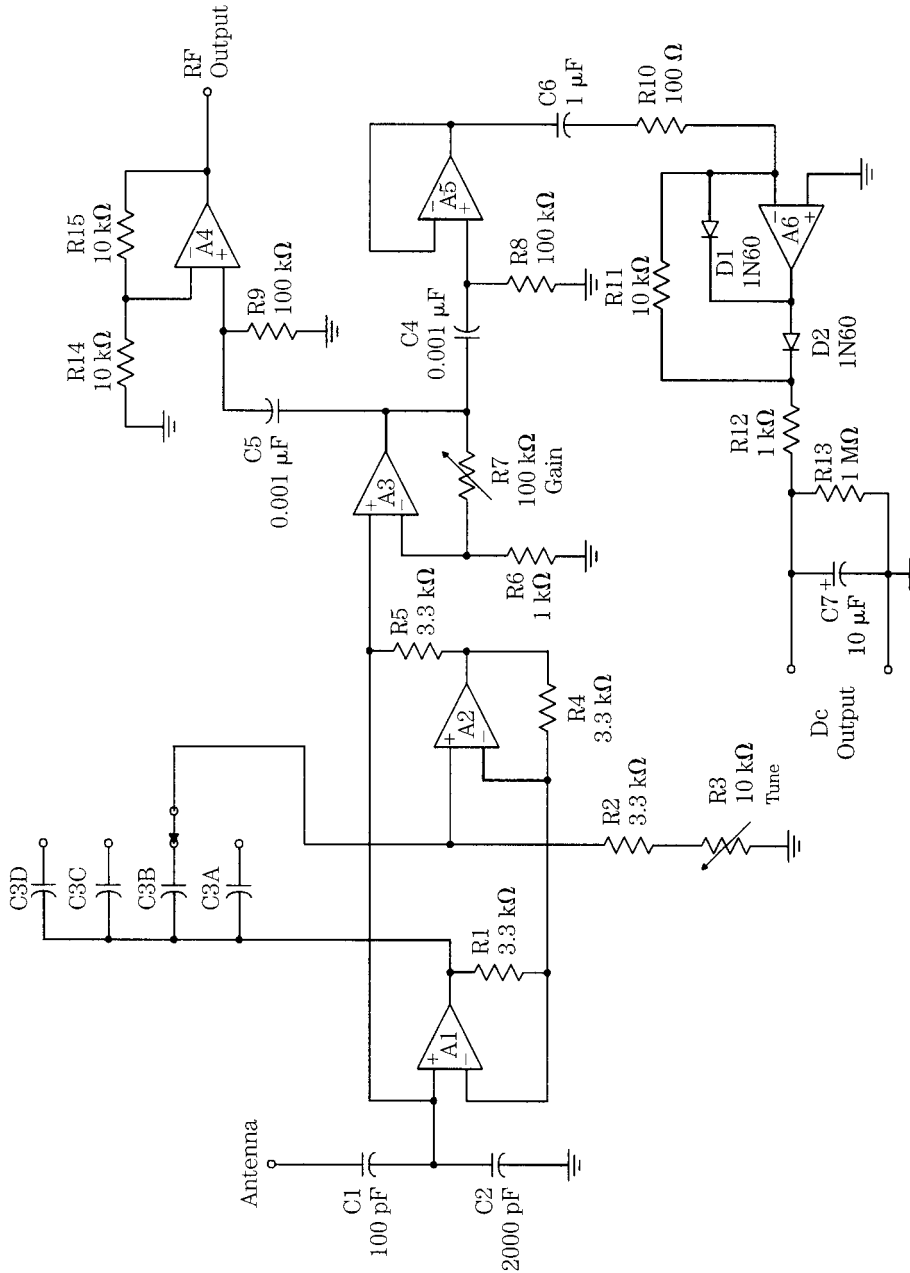 Antenna
C1
100 pF
C2
2000 pF
A1
+
−
R1
3.3 kΩ
C3D
C3C
C3B
C3A
A2
+
−
R2
3.3 kΩ
R3
10 kΩ
Tune
R4
3.3 kΩ
R5
3.3 kΩ
A3
+
−
R6
1 kΩ
R7
100 kΩ
Gain
C5
0.001 µF
C4
0.001 µF
R14
10 kΩ
R15
10 kΩ
A4
−
+
R9
100 kΩ
RF
Output
A5
−
+
R8
100 kΩ
C6
1 µF
R10
100 Ω
R11
10 kΩ
D1
1N60
A6
−
+
D2
1N60
R12
1 kΩ
R13
1 MΩ
C7
+
10 µF
Dc
Output